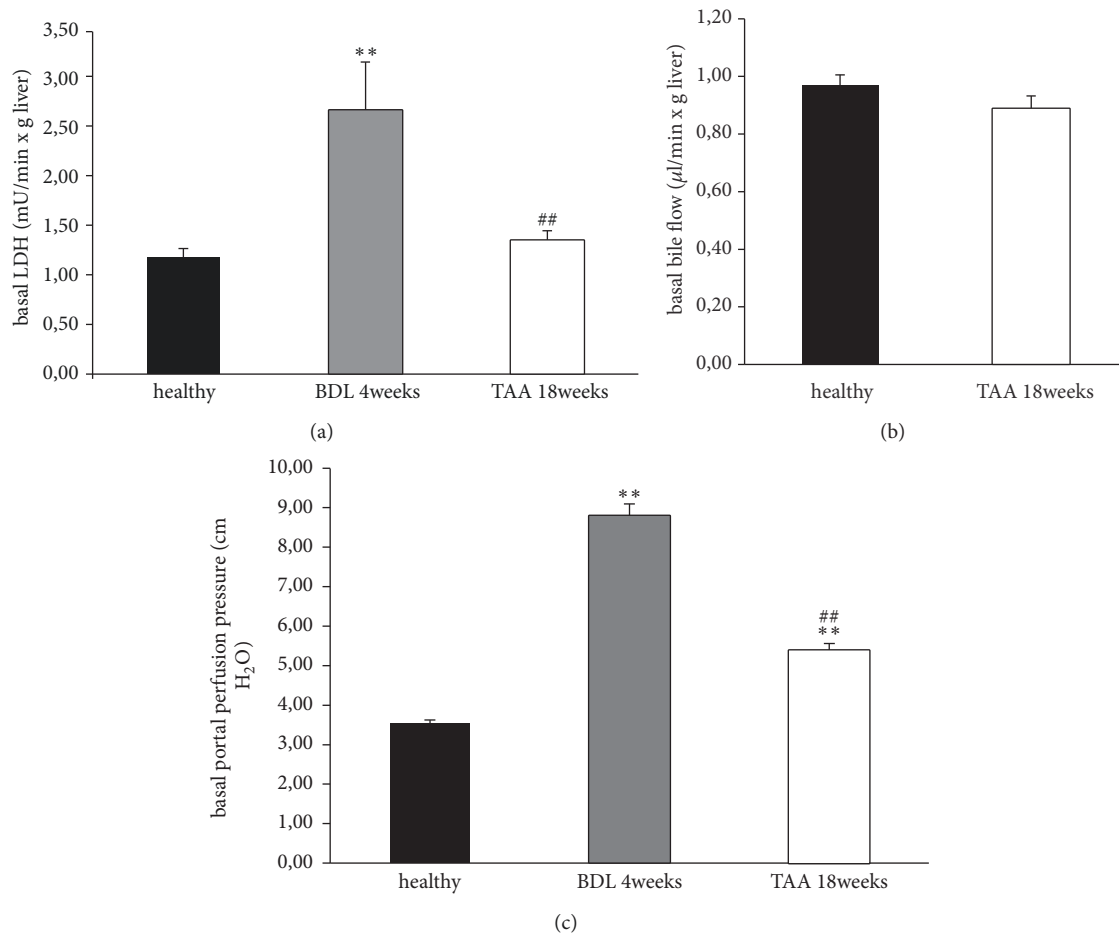 basal LDH (mU/min x g liver)
3,50
3,00
2,50
2,00
1,50
1,00
0,50
0,00
**
##
healthy
BDL 4weeks
TAA 18weeks
(a)
basal bile flow (μl/min x g liver)
1,20
1,00
0,80
0,60
0,40
0,20
0,00
healthy
TAA 18weeks
(b)
basal portal perfusion pressure (cm
H₂O)
10,00
9,00
8,00
7,00
6,00
5,00
4,00
3,00
2,00
1,00
0,00
**
##
**
healthy
BDL 4weeks
TAA 18weeks
(c)